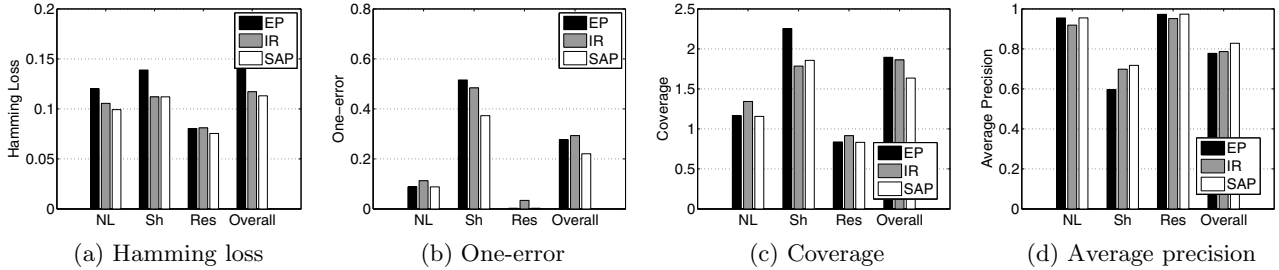 0.2
0.15
0.1
0.05
0
Hamming Loss
EP
IR
SAP
NL Sh Res Overall
(a) Hamming loss
0.8
0.6
0.4
0.2
0
One−error
EP
IR
SAP
NL Sh Res Overall
(b) One-error
2.5
2
1.5
1
0.5
0
Coverage
EP
IR
SAP
NL Sh Res Overall
(c) Coverage
1
0.8
0.6
0.4
0.2
0
Average Precision
EP
IR
SAP
NL Sh Res Overall
(d) Average precision